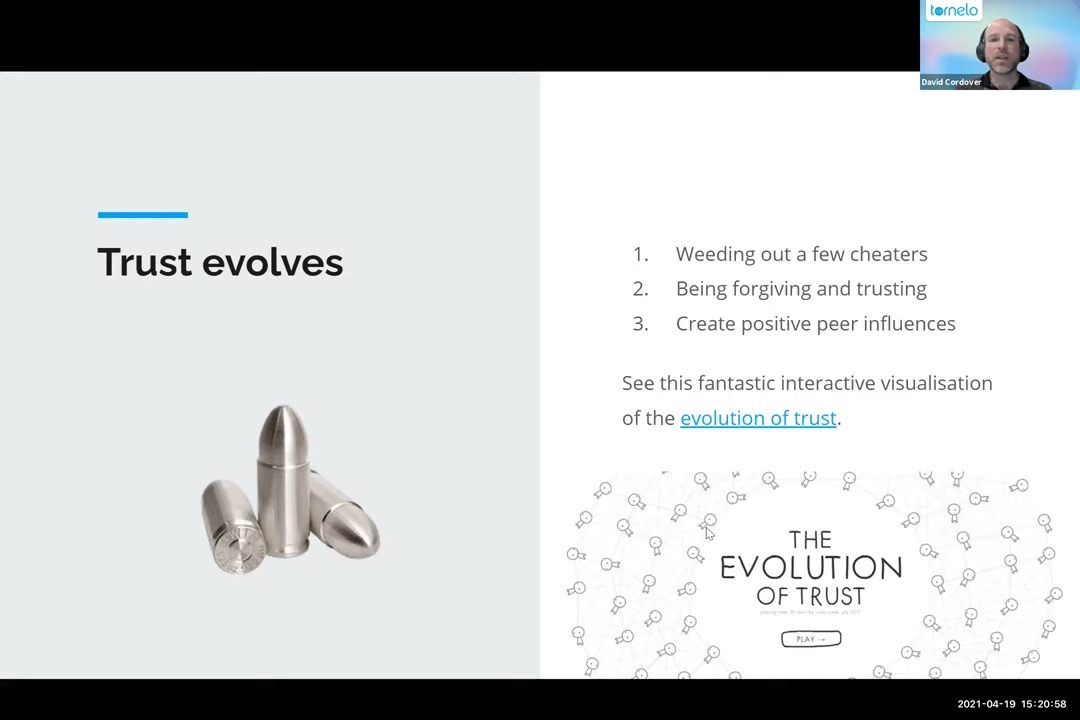 tornelo
David Cordover
Trust evolves
1. Weeding out a few cheaters
2. Being forgiving and trusting
3. Create positive peer influences
See this fantastic interactive visualisation
of the evolution of trust.
THE
EVOLUTION
OF TRUST
PLAY →
2021-04-19 15:20:58